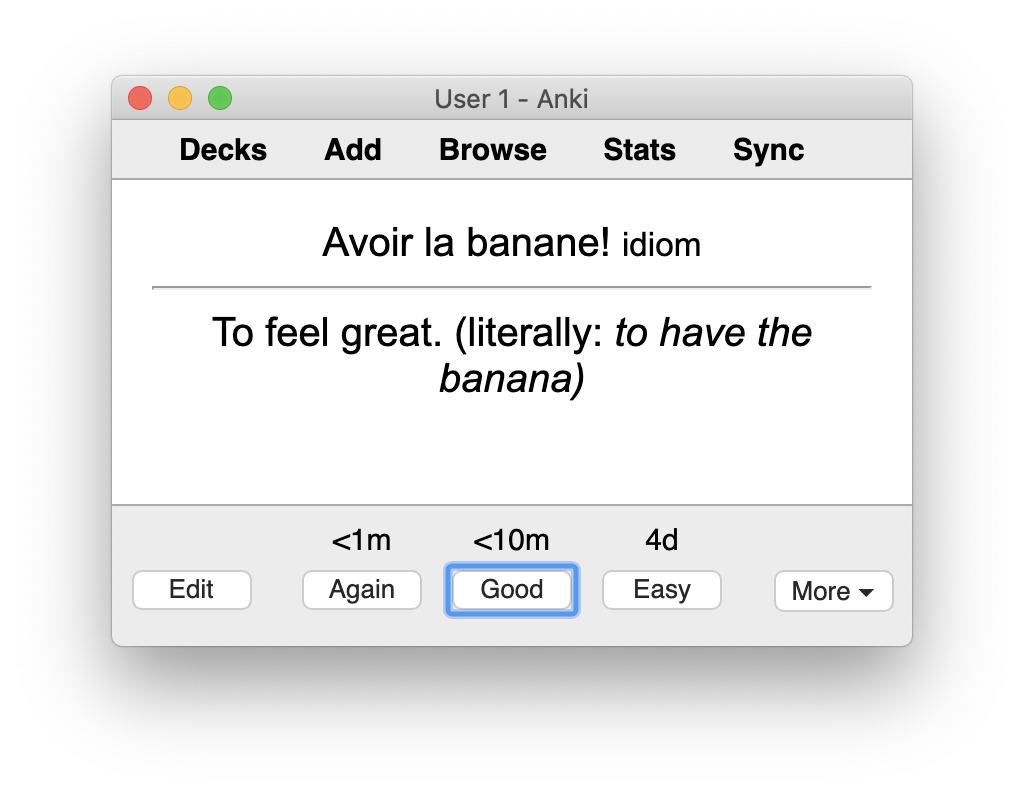 User 1 - Anki
Decks Add Browse Stats Sync
Avoir la banane! idiom
To feel great. (literally: to have the
banana)
<1m <10m 4d
Edit Again Good Easy More